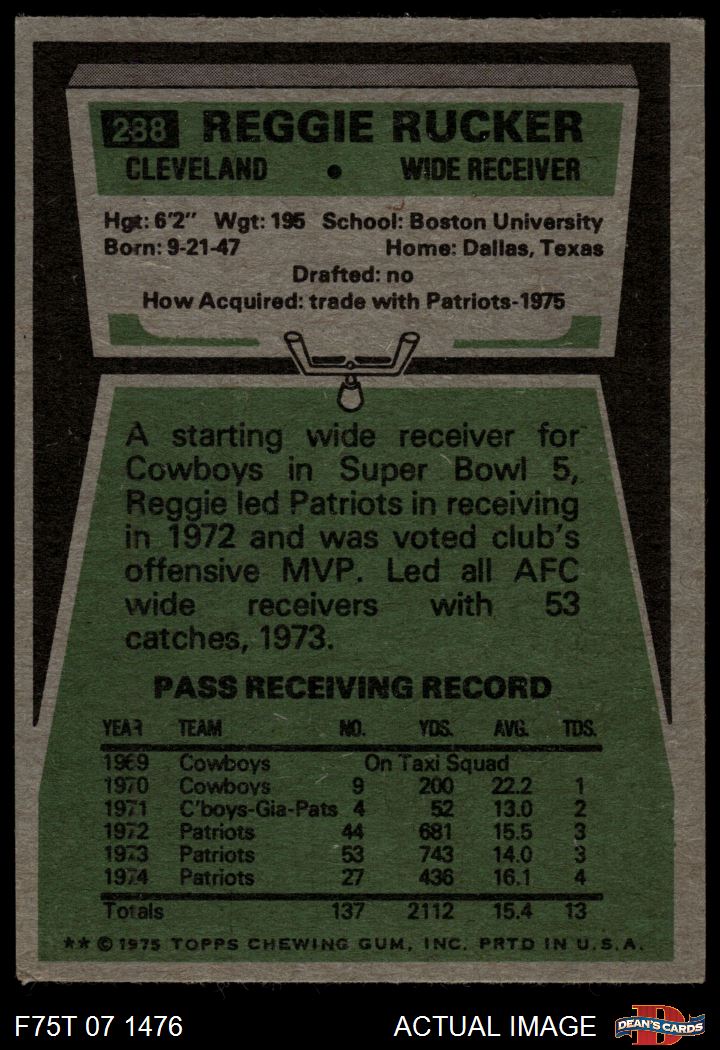 238 REGGIE RUCKER
CLEVELAND • WIDE RECEIVER
Hgt: 6'2" Wgt: 195 School: Boston University
Born: 9-21-47 Home: Dallas, Texas
Drafted: no
How Acquired: trade with Patriots-1975
A starting wide receiver for
Cowboys in Super Bowl 5,
Reggie led Patriots in receiving
in 1972 and was voted club's
offensive MVP. Led all AFC
wide receivers with 53
catches, 1973.
PASS RECEIVING RECORD
YEAR TEAM NO. YDS. AVG. TDS.
1969 Cowboys On Taxi Squad
1970 Cowboys 9 200 22.2 1
1971 C'boys-Gia-Pats 4 52 13.0 2
1972 Patriots 44 681 15.5 3
1973 Patriots 53 743 14.0 3
1974 Patriots 27 436 16.1 4
Totals 137 2112 15.4 13
** © 1975 TOPPS CHEWING GUM, INC. PRTD IN U.S.A.
F75T 07 1476 ACTUAL IMAGE D DEAN'S CARDS